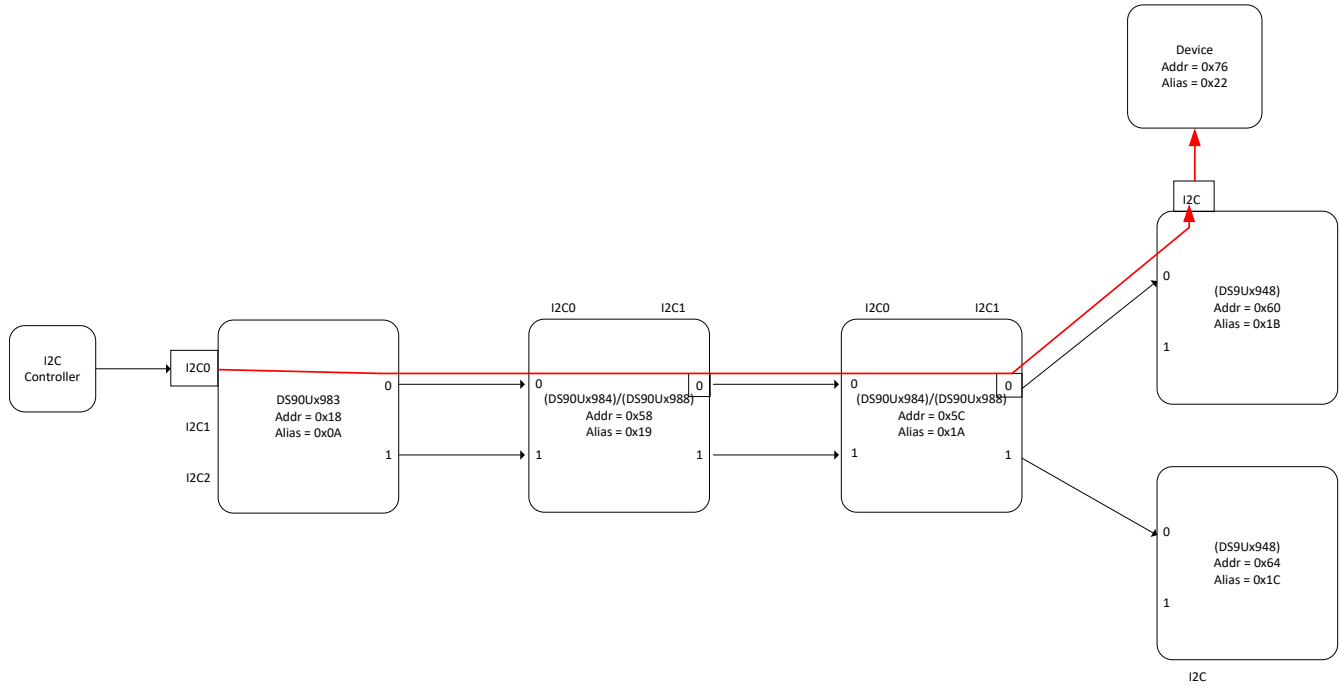 Device
Addr = 0x76
Alias = 0x22
I2C
(DS9Ux948)
Addr = 0x60
Alias = 0x1B
0
1
I2C
Controller
I2C0
I2C1
I2C2
DS90Ux983
Addr = 0x18
Alias = 0x0A
0
1
I2C0
I2C1
0
1
(DS90Ux984)/(DS90Ux988)
Addr = 0x58
Alias = 0x19
0
1
I2C0
I2C1
0
1
(DS90Ux984)/(DS90Ux988)
Addr = 0x5C
Alias = 0x1A
0
1
0
1
(DS9Ux948)
Addr = 0x64
Alias = 0x1C
I2C